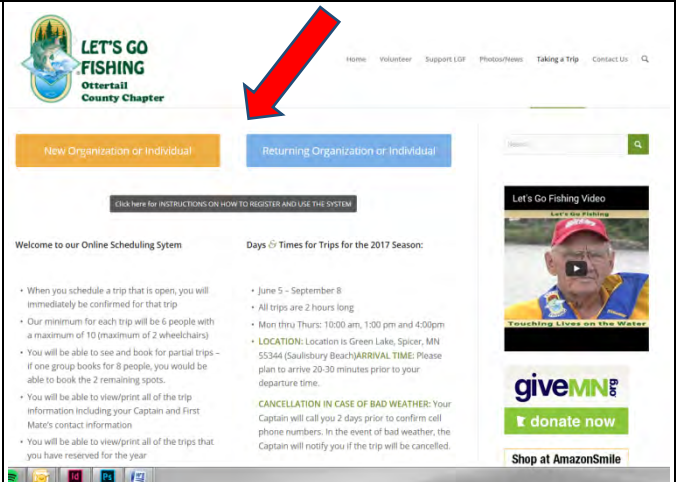 LET'S GO
FISHING
Ottertail
County Chapter
Home Volunteer Support LGF Photos/News Taking a Trip Contact Us
New Organization or Individual
Returning Organization or Individual
Search
Click here for INSTRUCTIONS ON HOW TO REGISTER AND USE THE SYSTEM
Welcome to our Online Scheduling Sytem
• When you schedule a trip that is open, you will
immediately be confirmed for that trip
• Our minimum for each trip will be 6 people with
a maximum of 10 (maximum of 2 wheelchairs)
• You will be able to see and book for partial trips –
if one group books for 8 people, you would be
able to book the 2 remaining spots.
• You will be able to view/print all of the trip
information including your Captain and First
Mate's contact information
• You will be able to view/print all of the trips that
you have reserved for the year
Days & Times for Trips for the 2017 Season:
• June 5 – September 8
• All trips are 2 hours long
• Mon thru Thurs: 10:00 am, 1:00 pm and 4:00pm
• LOCATION: Location is Green Lake, Spicer, MN
55344 (Saulisbury Beach)ARRIVAL TIME: Please
plan to arrive 20-30 minutes prior to your
departure time.
CANCELLATION IN CASE OF BAD WEATHER: Your
Captain will call you 2 days prior to confirm cell
phone numbers. In the event of bad weather, the
Captain will notify you if the trip will be cancelled.
Let's Go Fishing Video
Let's Go Fishing
Touching Lives on the Water
giveMN
donate now
Shop at AmazonSmile
Id
Ps